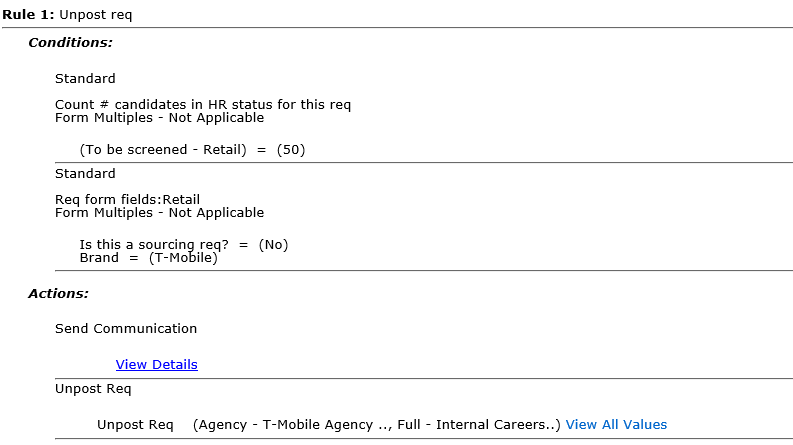 Rule 1: Unpost req
Conditions:
Standard
Count # candidates in HR status for this req
Form Multiples - Not Applicable
(To be screened - Retail) = (50)
Standard
Req form fields:Retail
Form Multiples - Not Applicable
Is this a sourcing req? = (No)
Brand = (T-Mobile)
Actions:
Send Communication
View Details
Unpost Req
Unpost Req (Agency - T-Mobile Agency .., Full - Internal Careers..) View All Values